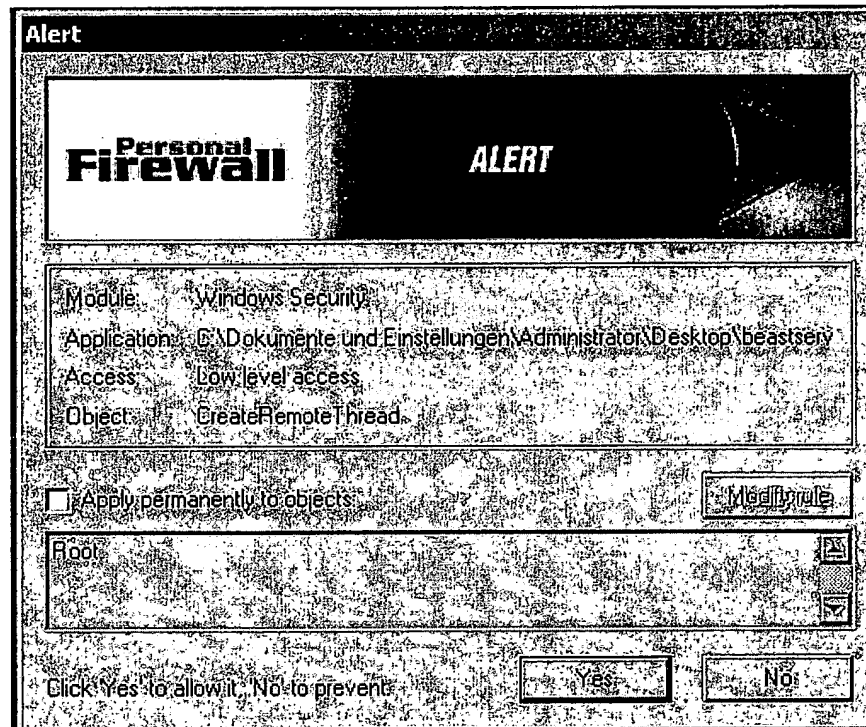 Alert
Personal
Firewall
ALERT
Module: Windows Security
Application: C:\Dokumente und Einstellungen\Administrator\Desktop\beastserv
Access: Low level access
Object: CreateRemoteThread
Apply permanently to objects
Modify rule
Root
Click 'Yes' to allow it, 'No' to prevent.
Yes
No